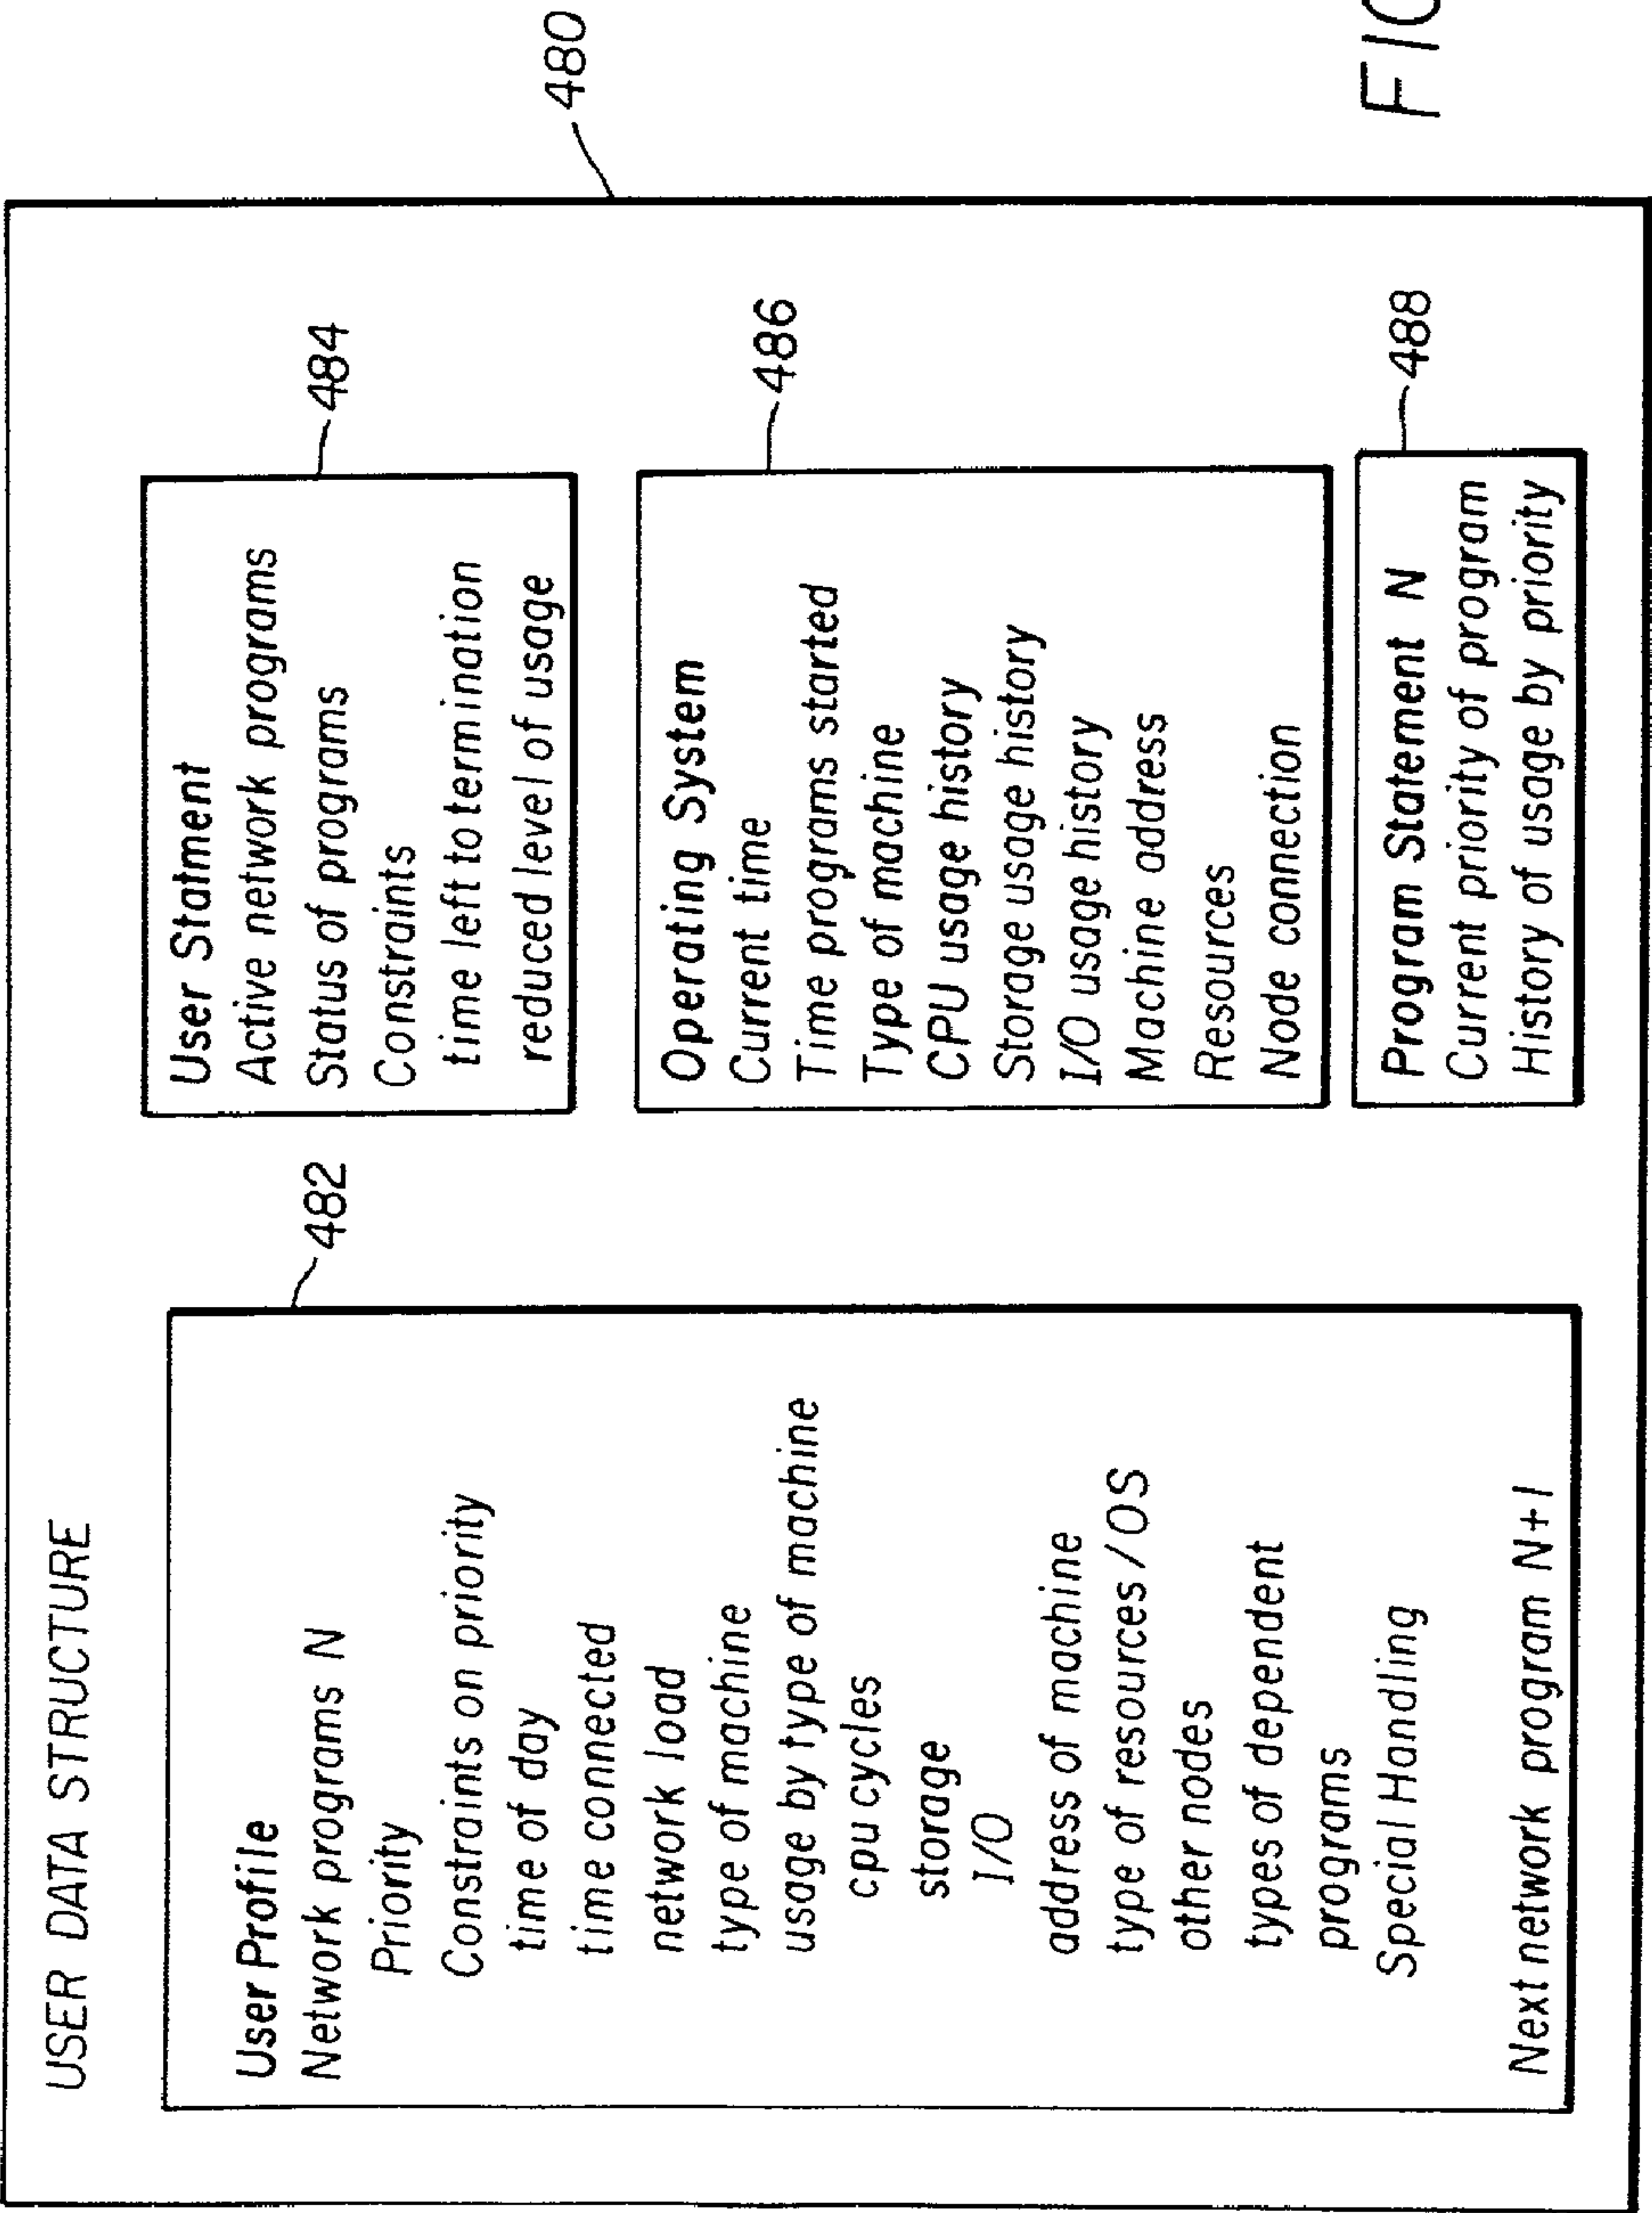 USER DATA STRUCTURE
480
482
User Profile
Network programs N
Priority
Constraints on priority
time of day
time connected
network load
type of machine
usage by type of machine
cpu cycles
storage
I/O
address of machine
type of resources / OS
other nodes
types of dependent
programs
Special Handling
Next network program N+1
484
User Statment
Active network programs
Status of programs
Constraints
time left to termination
reduced level of usage
486
Operating System
Current time
Time programs started
Type of machine
CPU usage history
Storage usage history
I/O usage history
Machine address
Resources
Node connection
488
Program Statement N
Current priority of program
History of usage by priority